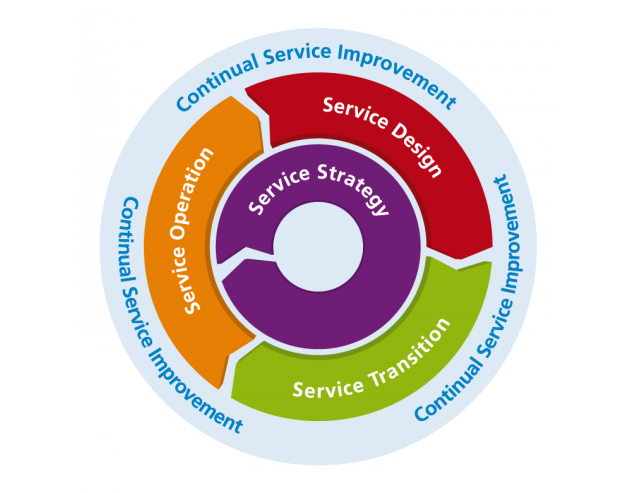 Continual Service Improvement
Service Design
Service Strategy
Service Operation
Service Transition
Continual Service Improvement
Continual Service Improvement